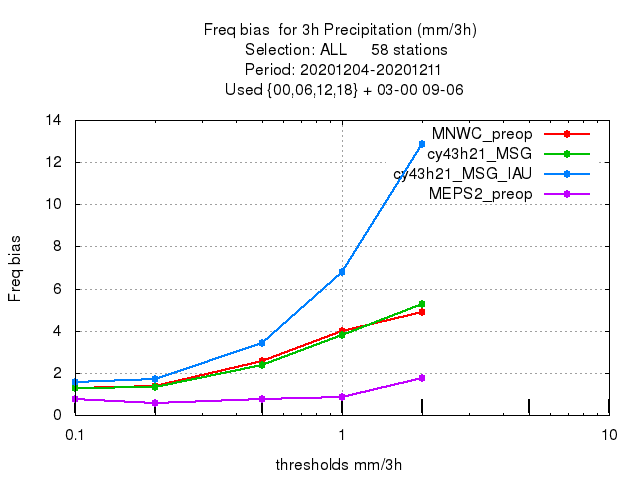 Freq bias  for 3h Precipitation (mm/3h)
Selection: ALL     58 stations
Period: 20201204-20201211
Used {00,06,12,18} + 03-00 09-06
14
12
10
8
6
4
2
0
Freq bias
MNWC_preop
cy43h21_MSG
cy43h21_MSG_IAU
MEPS2_preop
0.1
1
10
thresholds mm/3h